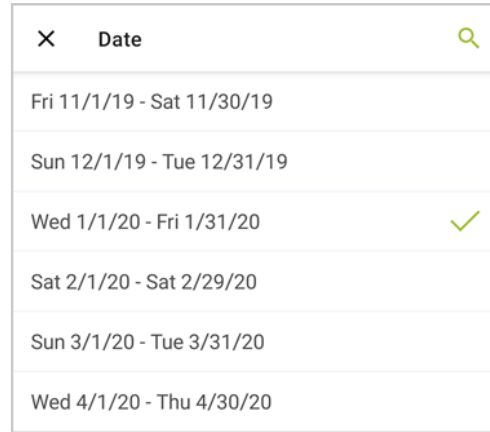 Date
Fri 11/1/19 - Sat 11/30/19
Sun 12/1/19 - Tue 12/31/19
Wed 1/1/20 - Fri 1/31/20
Sat 2/1/20 - Sat 2/29/20
Sun 3/1/20 - Tue 3/31/20
Wed 4/1/20 - Thu 4/30/20